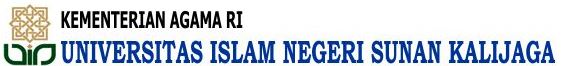 KEMENTERIAN AGAMA RI
UNIVERSITAS ISLAM NEGERI SUNAN KALIJAGA